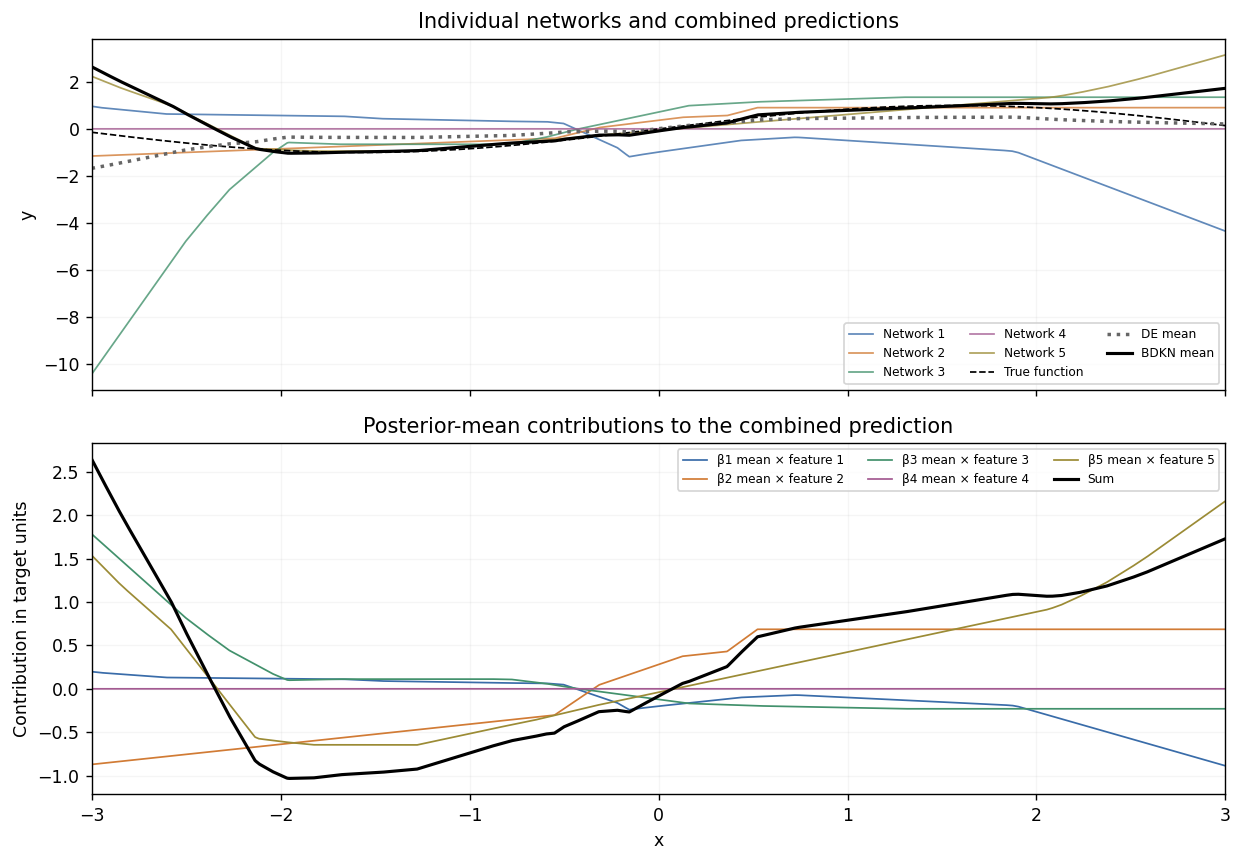 Individual networks and combined predictions
y
2
0
−2
−4
−6
−8
−10
Network 1
Network 2
Network 3
Network 4
Network 5
True function
DE mean
BDKN mean
Posterior-mean contributions to the combined prediction
Contribution in target units
2.5
2.0
1.5
1.0
0.5
0.0
−0.5
−1.0
β1 mean × feature 1
β2 mean × feature 2
β3 mean × feature 3
β4 mean × feature 4
β5 mean × feature 5
Sum
−3
−2
−1
0
1
2
3
x